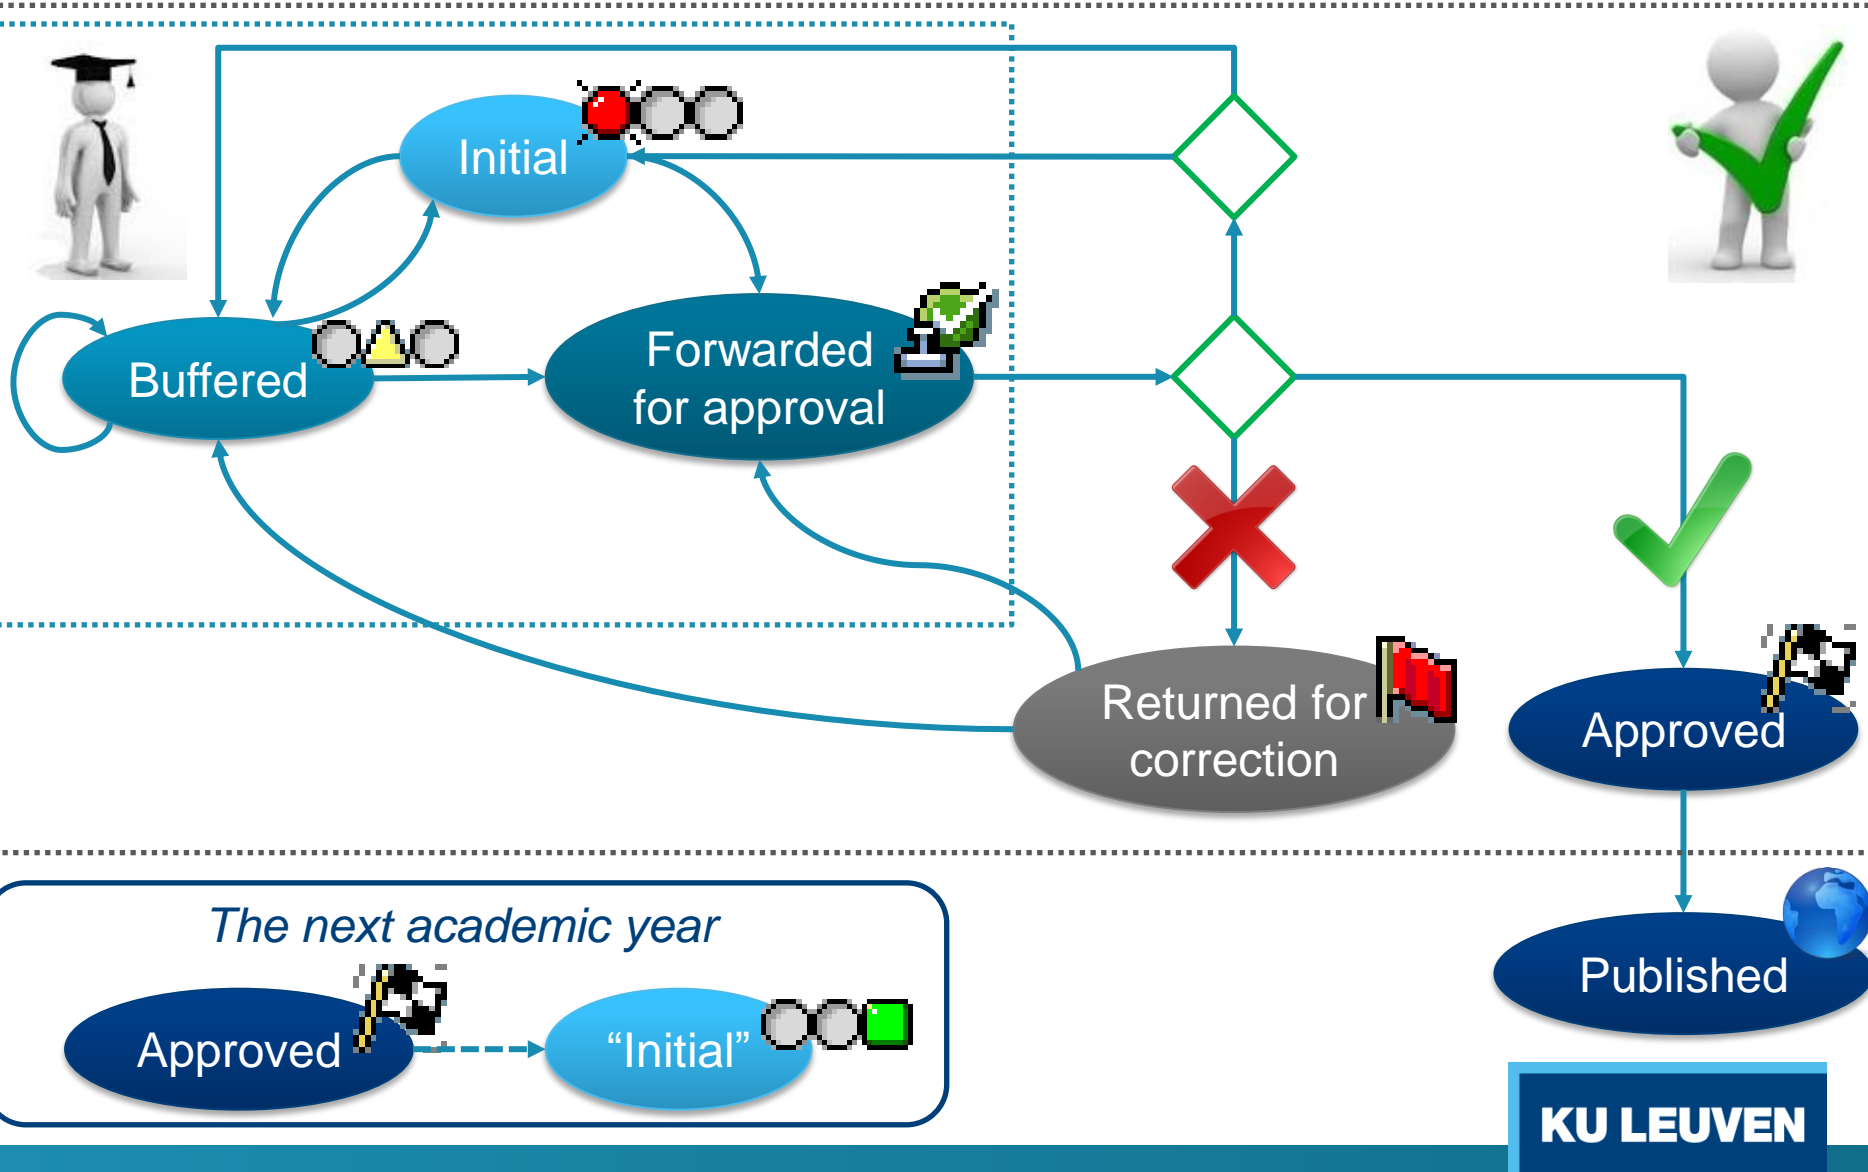 Initial
Forwarded
for approval
Buffered
Returned for
correction
Approved
The next academic year
Published
Approved
“Initial”
KU LEUVEN